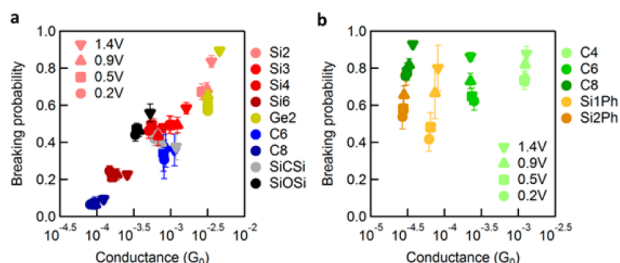 a
Breaking probability
1.0
0.8
0.6
0.4
0.2
0.0
1.4V
0.9V
0.5V
0.2V
10^-4.5 10^-4 10^-3.5 10^-3 10^-2.5 10^-2
Conductance (G₀)
Si2
Si3
Si4
Si6
Ge2
C6
C8
SiCSi
SiOSi
b
Breaking probability
1.0
0.8
0.6
0.4
0.2
0.0
1.4V
0.9V
0.5V
0.2V
10^-5 10^-4.5 10^-4 10^-3.5 10^-3 10^-2.5
Conductance (G₀)
C4
C6
C8
Si1Ph
Si2Ph